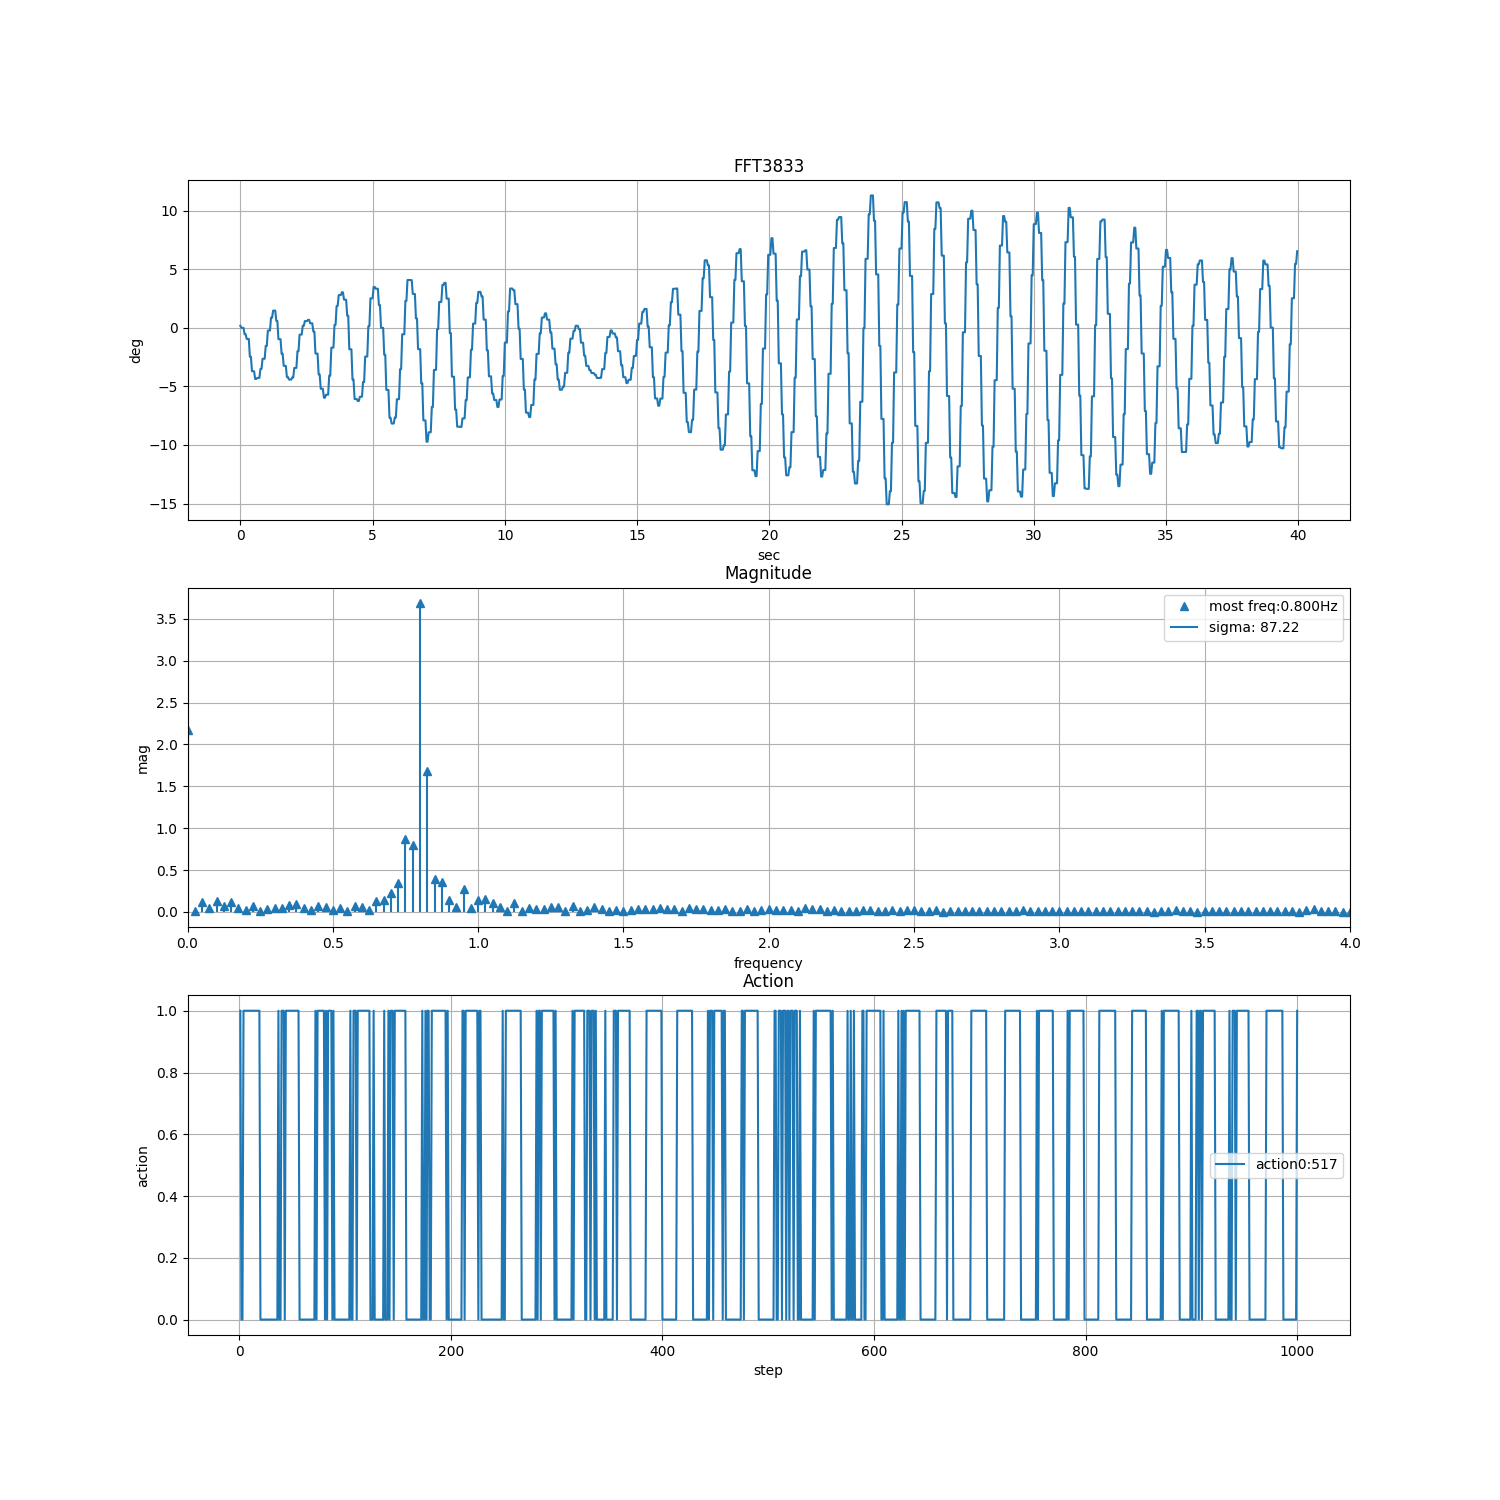 FFT3833
10
5
0
−5
−10
−15
deg
0 5 10 15 20 25 30 35 40
sec
Magnitude
most freq:0.800Hz
sigma: 87.22
3.5
3.0
2.5
2.0
1.5
1.0
0.5
0.0
mag
0.0 0.5 1.0 1.5 2.0 2.5 3.0 3.5 4.0
frequency
Action
1.0
0.8
0.6
0.4
0.2
0.0
action
action0:517
0 200 400 600 800 1000
step